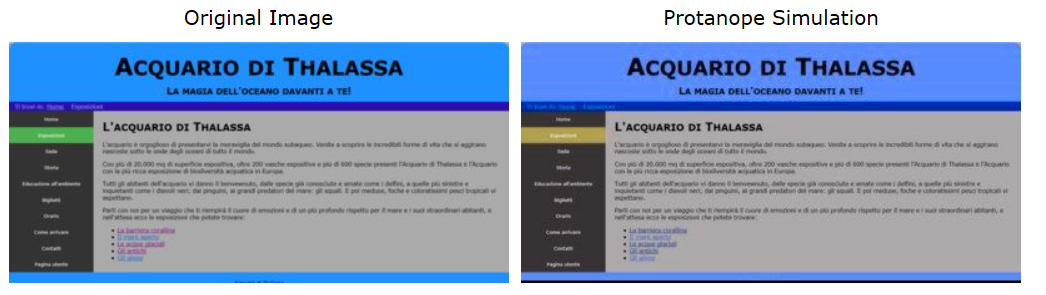 Original Image
Protanope Simulation
ACQUARIO DI THALASSA
LA MAGIA DELL'OCEANO DAVANTI A TE!
Ti trovi in: Home Esposizioni
Home
Esposizioni
Sede
Storia
Educazione all'ambiente
Biglietti
Orario
Come arrivare
Contatti
Pagina utente
L'ACQUARIO DI THALASSA
L'acquario è orgoglioso di presentarvi la meraviglia del mondo subaqueo. Venite a scoprire le incredibili forme di vita che si aggirano
nascoste sotto le onde degli oceani di tutto il mondo.
Con più di 20.000 mq di superficie espositiva, oltre 200 vasche espositive e più di 600 specie presenti l'Acquario di Thalassa è l'Acquario
con la più ricca esposizione di biodiversità acquatica in Europa.
Tutti gli abitanti dell'acquario vi danno il benvenuto, dalle specie già conosciute e amate come i delfini, a quelle più sinistre e
inquietanti come i diavoli neri; dai pinguini, ai grandi predatori del mare: gli squali. E poi meduse, foche e coloratissimi pesci tropicali vi
aspettano.
Parti con noi per un viaggio che ti riempirà il cuore di emozioni e di un più profondo rispetto per il mare e i suoi straordinari abitanti, e
nell'attesa ecco le esposizioni che potete trovare:
La barriera corallina
Il mare aperto
Le acque glaciali
Gli antichi
Gli abissi
Acquario di Thalassa
ACQUARIO DI THALASSA
LA MAGIA DELL'OCEANO DAVANTI A TE!
Ti trovi in: Home Esposizioni
Home
Esposizioni
Sede
Storia
Educazione all'ambiente
Biglietti
Orario
Come arrivare
Contatti
Pagina utente
L'ACQUARIO DI THALASSA
L'acquario è orgoglioso di presentarvi la meraviglia del mondo subaqueo. Venite a scoprire le incredibili forme di vita che si aggirano
nascoste sotto le onde degli oceani di tutto il mondo.
Con più di 20.000 mq di superficie espositiva, oltre 200 vasche espositive e più di 600 specie presenti l'Acquario di Thalassa è l'Acquario
con la più ricca esposizione di biodiversità acquatica in Europa.
Tutti gli abitanti dell'acquario vi danno il benvenuto, dalle specie già conosciute e amate come i delfini, a quelle più sinistre e
inquietanti come i diavoli neri; dai pinguini, ai grandi predatori del mare: gli squali. E poi meduse, foche e coloratissimi pesci tropicali vi
aspettano.
Parti con noi per un viaggio che ti riempirà il cuore di emozioni e di un più profondo rispetto per il mare e i suoi straordinari abitanti, e
nell'attesa ecco le esposizioni che potete trovare:
La barriera corallina
Il mare aperto
Le acque glaciali
Gli antichi
Gli abissi